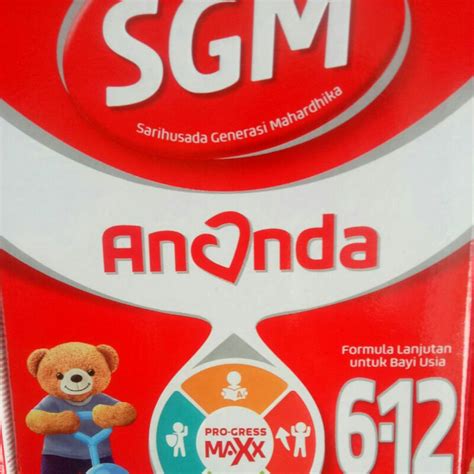 SGM
Sarihusada Generasi Mahardhika
Ananda
Formula Lanjutan
untuk Bayi Usia
6-12
PRO-GRESS
MAXX
A+